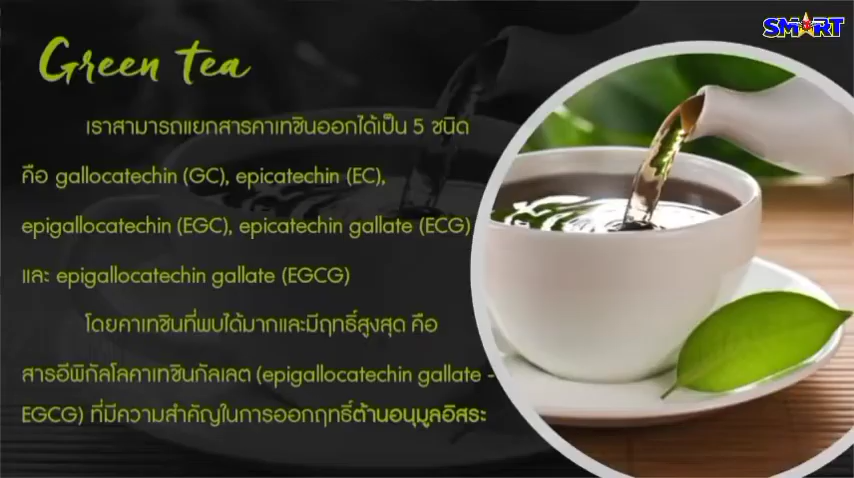 SMART
Green tea
เราสามารถแยกสารคาเทชินออกได้เป็น 5 ชนิด
คือ gallocatechin (GC), epicatechin (EC),
epigallocatechin (EGC), epicatechin gallate (ECG)
และ epigallocatechin gallate (EGCG)
โดยคาเทชินที่พบได้มากและมีฤทธิ์สูงสุด คือ
สารอีพิกัลโลคาเทชินกัลเลต (epigallocatechin gallate -
EGCG) ที่มีความสำคัญในการออกฤทธิ์ต้านอนุมูลอิสระ